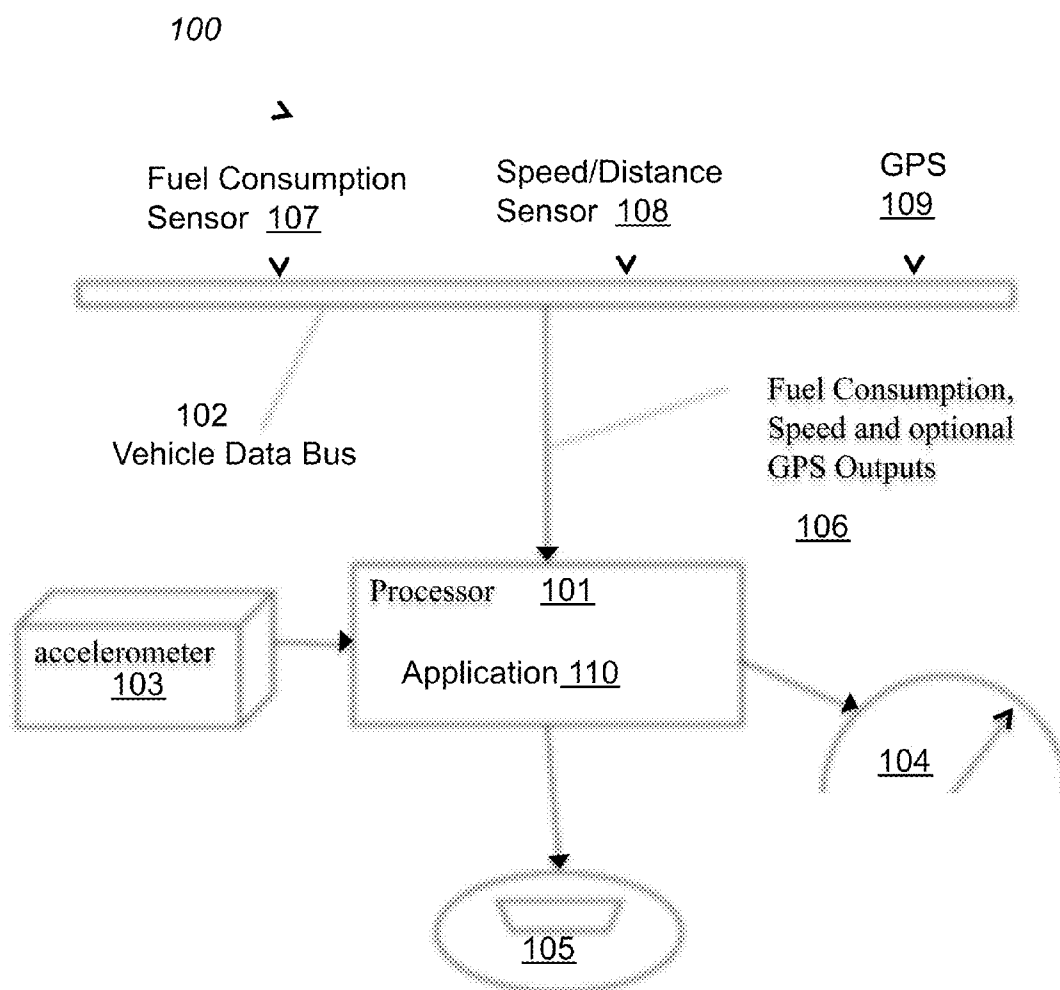 100
Fuel Consumption
Sensor 107
Speed/Distance
Sensor 108
GPS
109
102
Vehicle Data Bus
Fuel Consumption,
Speed and optional
GPS Outputs
106
Processor 101
Application 110
accelerometer
103
104
105